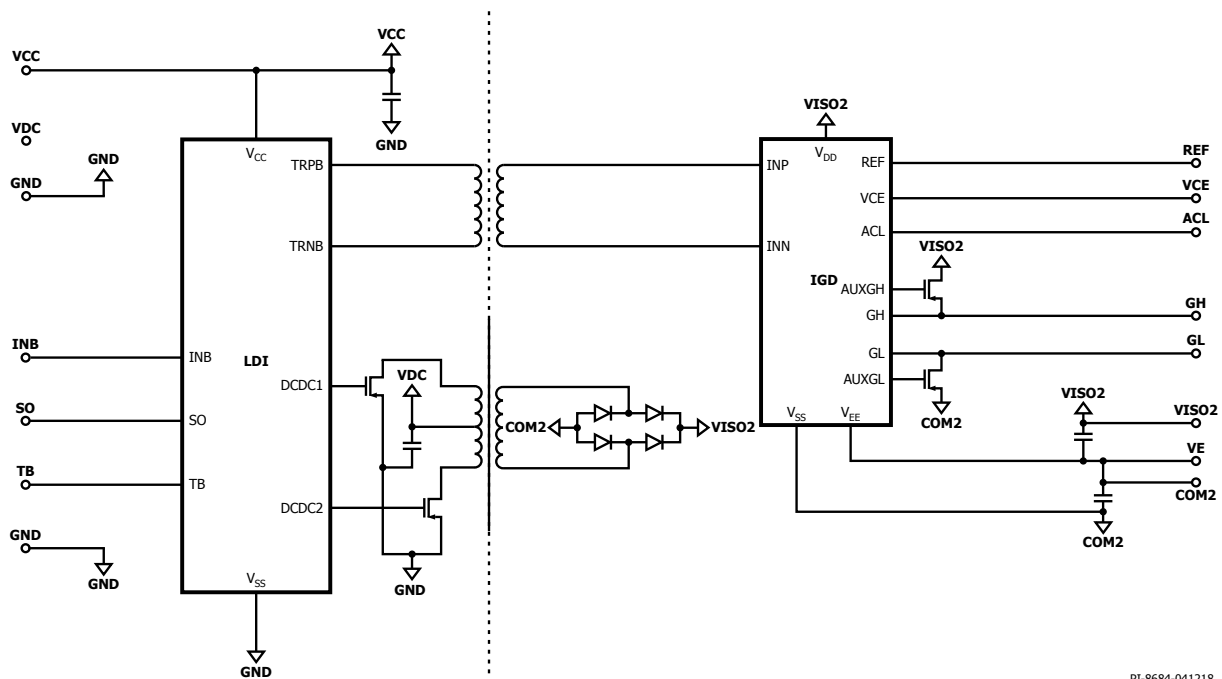 VCC
VCC
GND
VDC
GND
GND
VCC
TRPB
TRNB
LDI
INB
INB
SO
SO
TB
TB
GND
GND
DCDC1
DCDC2
VSS
GND
VDC
GND
COM2
VISO2
VISO2
VDD
INP
INN
IGD
REF
REF
VCE
VCE
ACL
ACL
VISO2
AUXGH
GH
GH
GL
GL
AUXGL
COM2
VSS
VEE
VISO2
VISO2
VE
COM2
COM2
PI-8684-041218